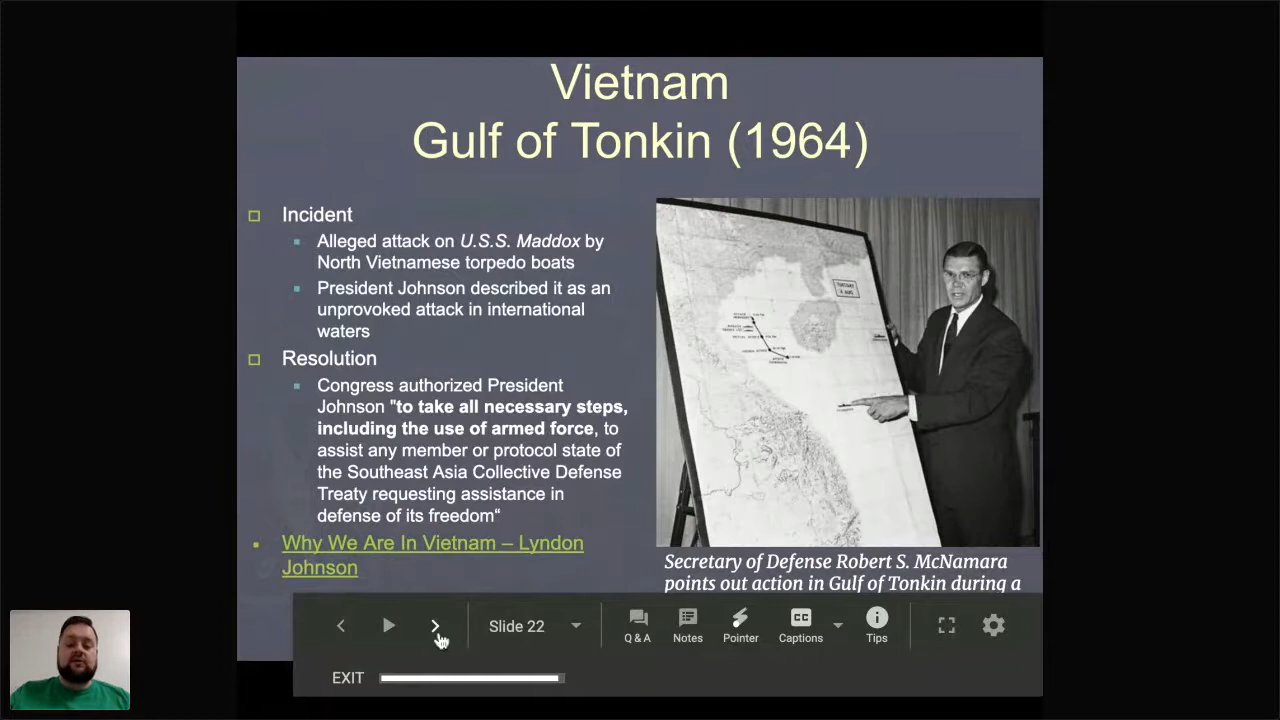 Vietnam
Gulf of Tonkin (1964)
Incident
Alleged attack on U.S.S. Maddox by
North Vietnamese torpedo boats
President Johnson described it as an
unprovoked attack in international
waters
Resolution
Congress authorized President
Johnson "to take all necessary steps,
including the use of armed force, to
assist any member or protocol state of
the Southeast Asia Collective Defense
Treaty requesting assistance in
defense of its freedom“
Why We Are In Vietnam – Lyndon
Johnson
Secretary of Defense Robert S. McNamara
points out action in Gulf of Tonkin during a
Slide 22
Q & A
Notes
Pointer
CC
Captions
Tips
EXIT